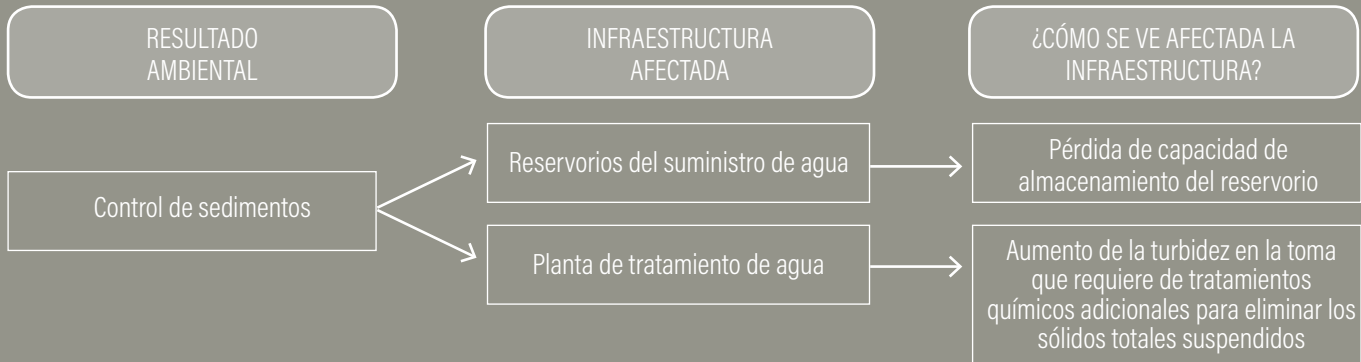 RESULTADO
AMBIENTAL
INFRAESTRUCTURA
AFECTADA
¿CÓMO SE VE AFECTADA LA
INFRAESTRUCTURA?
Control de sedimentos
Reservorios del suministro de agua
Pérdida de capacidad de
almacenamiento del reservorio
Planta de tratamiento de agua
Aumento de la turbidez en la toma
que requiere de tratamientos
químicos adicionales para eliminar los
sólidos totales suspendidos